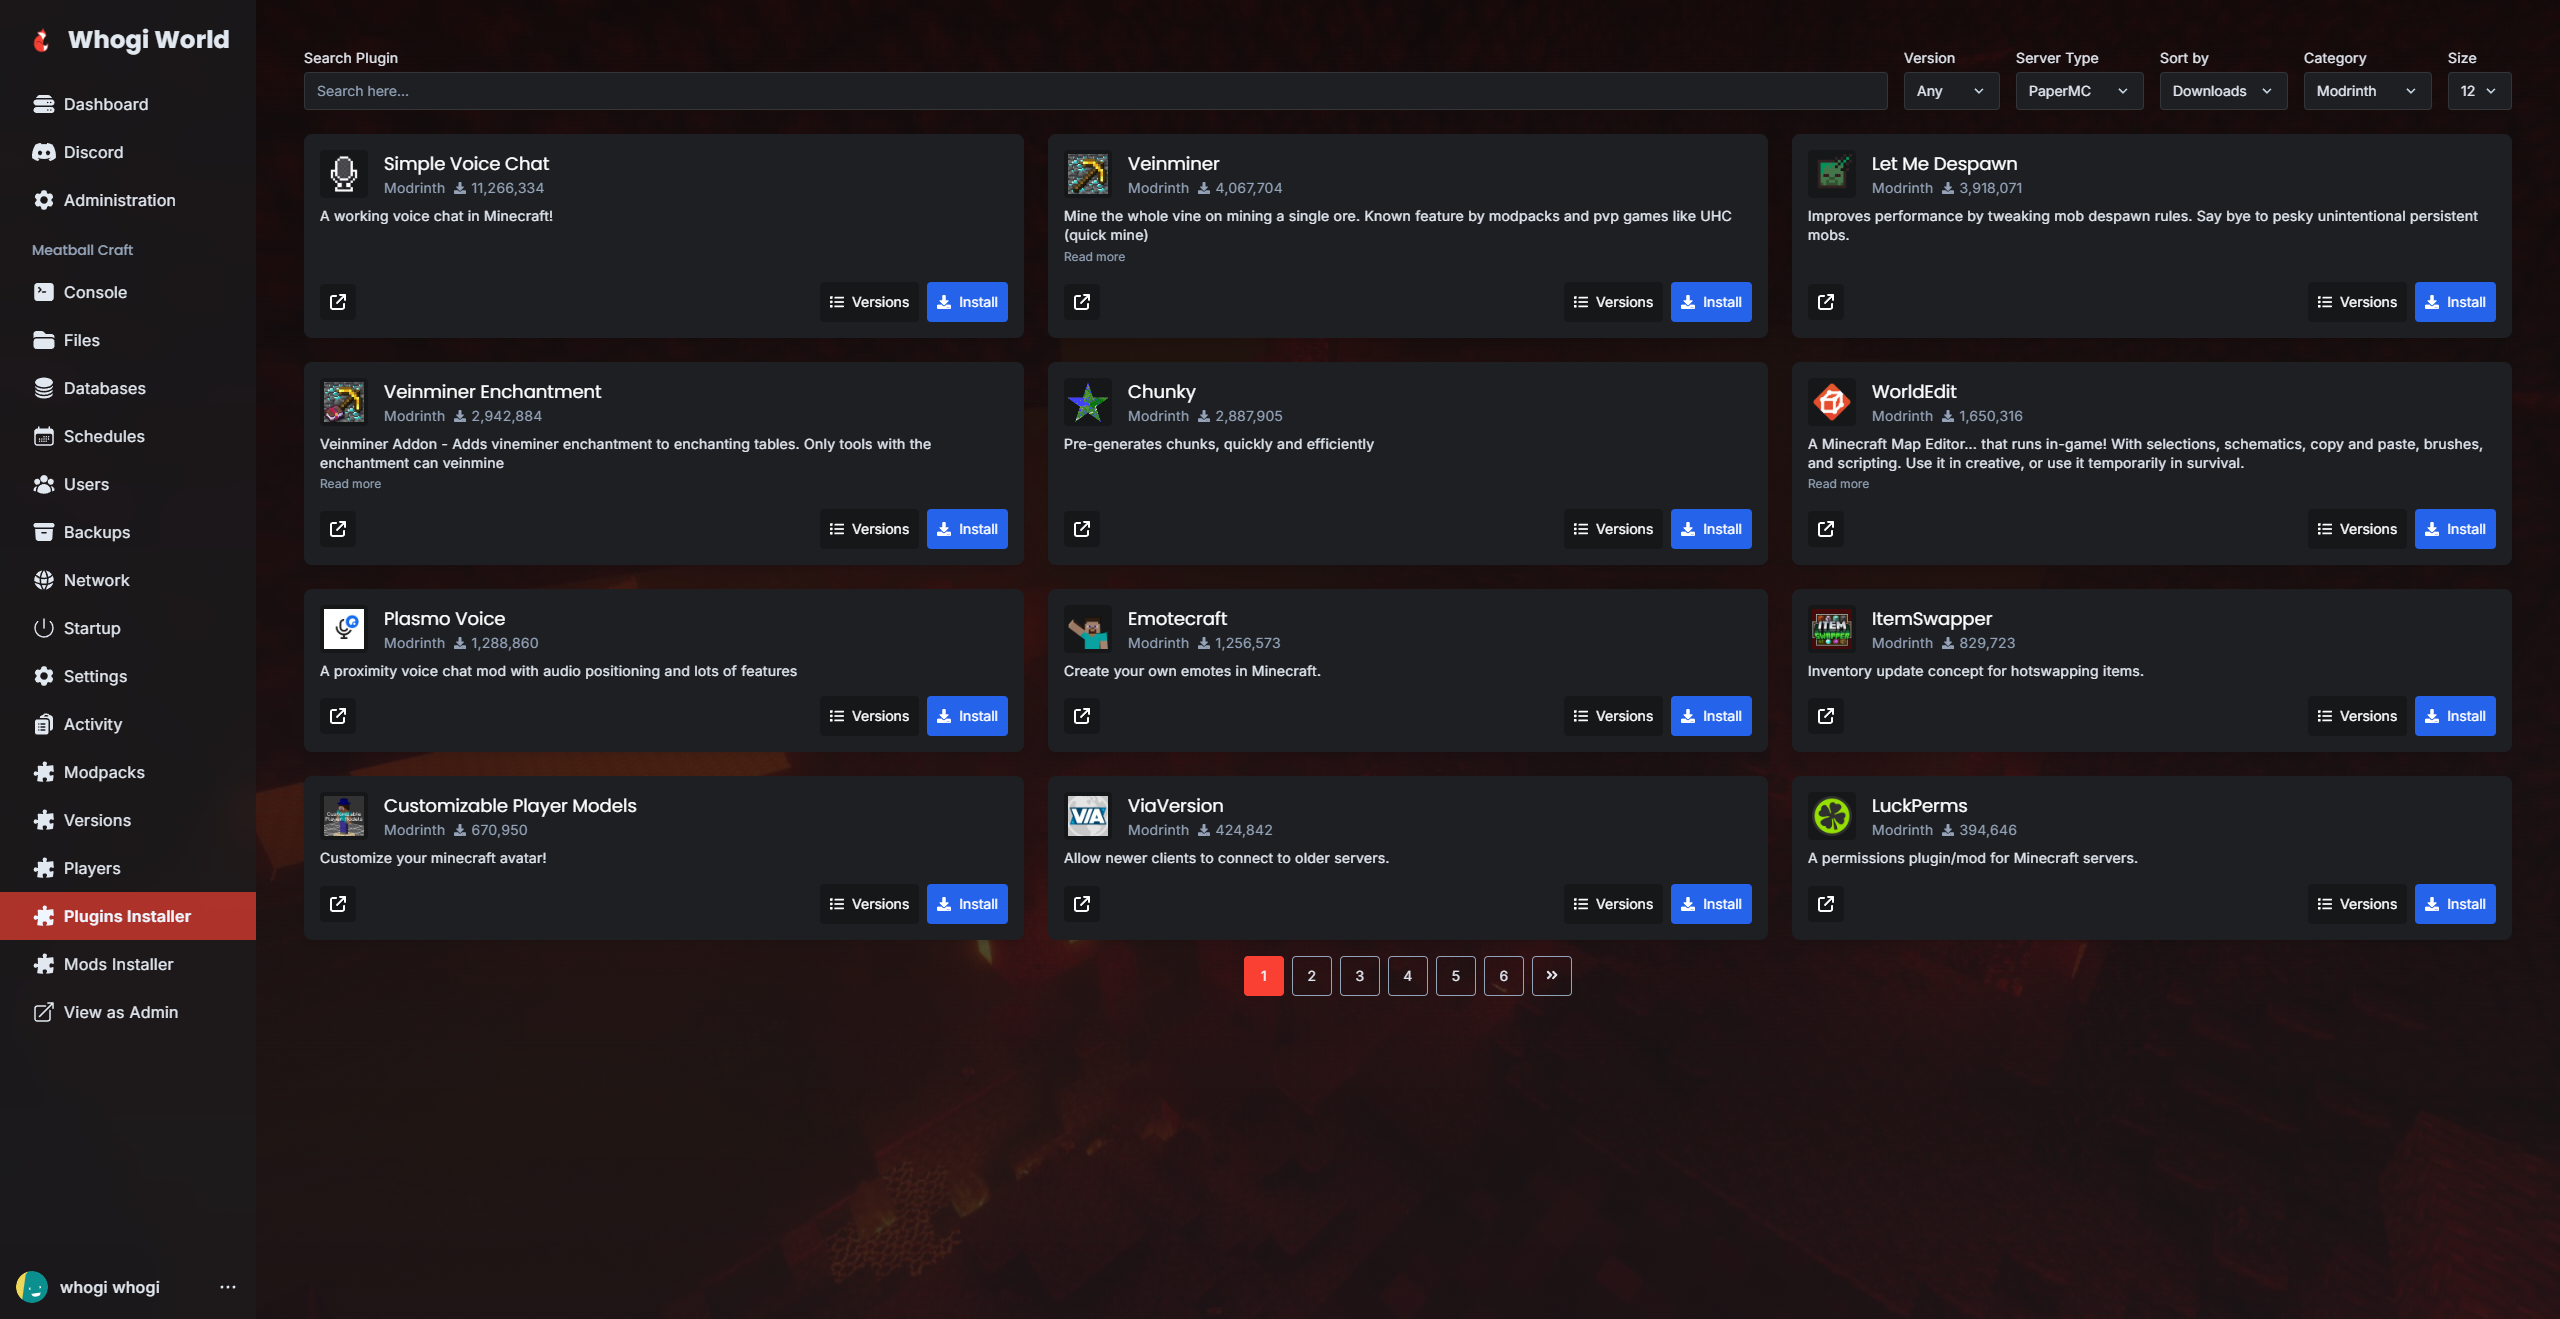 Whogi World
Dashboard
Discord
Administration
Meatball Craft
Console
Files
Databases
Schedules
Users
Backups
Network
Startup
Settings
Activity
Modpacks
Versions
Players
Plugins Installer
Mods Installer
View as Admin
whogi whogi
Search Plugin
Search here...
Version
Any
Server Type
PaperMC
Sort by
Downloads
Category
Modrinth
Size
12
Simple Voice Chat
Modrinth 11,266,334
A working voice chat in Minecraft!
Versions
Install
Veinminer
Modrinth 4,067,704
Mine the whole vine on mining a single ore. Known feature by modpacks and pvp games like UHC
(quick mine)
Read more
Versions
Install
Let Me Despawn
Modrinth 3,918,071
Improves performance by tweaking mob despawn rules. Say bye to pesky unintentional persistent
mobs.
Versions
Install
Veinminer Enchantment
Modrinth 2,942,884
Veinminer Addon - Adds vineminer enchantment to enchanting tables. Only tools with the
enchantment can veinmine
Read more
Versions
Install
Chunky
Modrinth 2,887,905
Pre-generates chunks, quickly and efficiently
Versions
Install
WorldEdit
Modrinth 1,650,316
A Minecraft Map Editor... that runs in-game! With selections, schematics, copy and paste, brushes,
and scripting. Use it in creative, or use it temporarily in survival.
Read more
Versions
Install
Plasmo Voice
Modrinth 1,288,860
A proximity voice chat mod with audio positioning and lots of features
Versions
Install
Emotecraft
Modrinth 1,256,573
Create your own emotes in Minecraft.
Versions
Install
ITEM
SWAPPER
ItemSwapper
Modrinth 829,723
Inventory update concept for hotswapping items.
Versions
Install
Customizable
Player Models
Customizable Player Models
Modrinth 670,950
Customize your minecraft avatar!
Versions
Install
VIA
ViaVersion
Modrinth 424,842
Allow newer clients to connect to older servers.
Versions
Install
LuckPerms
Modrinth 394,646
A permissions plugin/mod for Minecraft servers.
Versions
Install
1 2 3 4 5 6 »